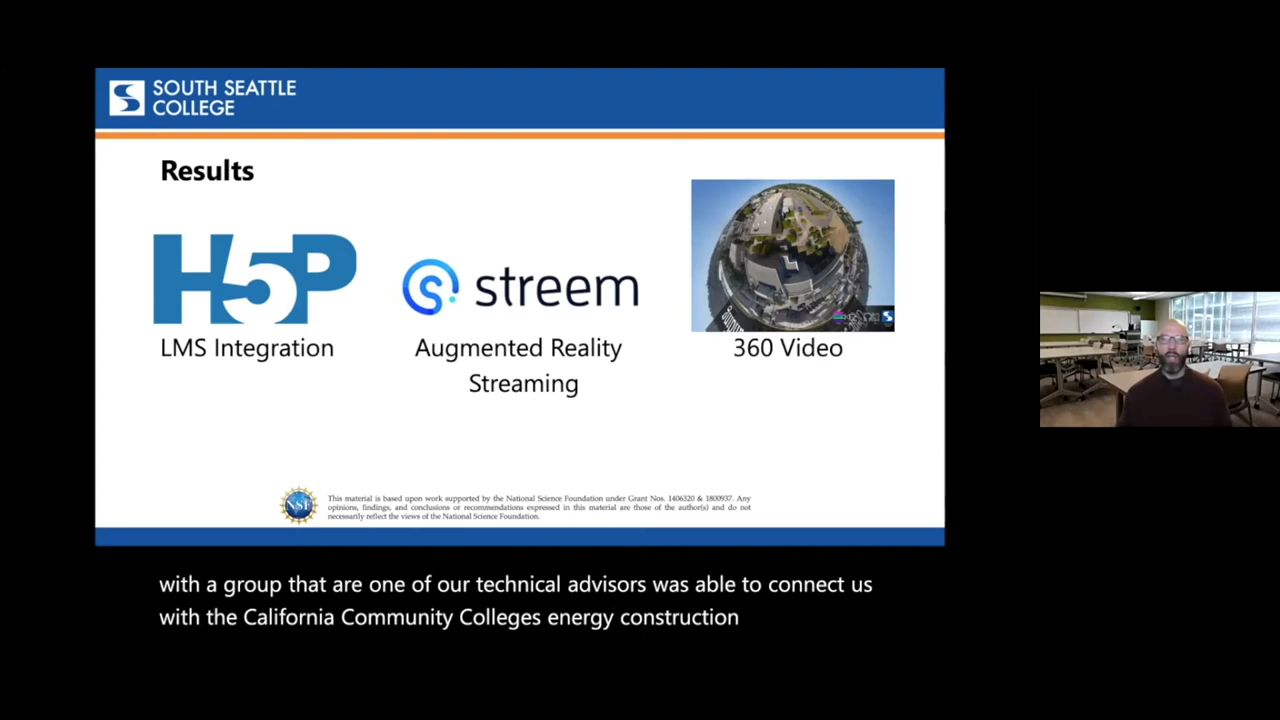 SOUTH SEATTLE
COLLEGE
Results
H5P
streem
LMS Integration
Augmented Reality
Streaming
360 Video
NSF
This material is based upon work supported by the National Science Foundation under Grant Nos. 1406320 & 1800937. Any
opinions, findings, and conclusions or recommendations expressed in this material are those of the author(s) and do not
necessarily reflect the views of the National Science Foundation.
with a group that are one of our technical advisors was able to connect us
with the California Community Colleges energy construction